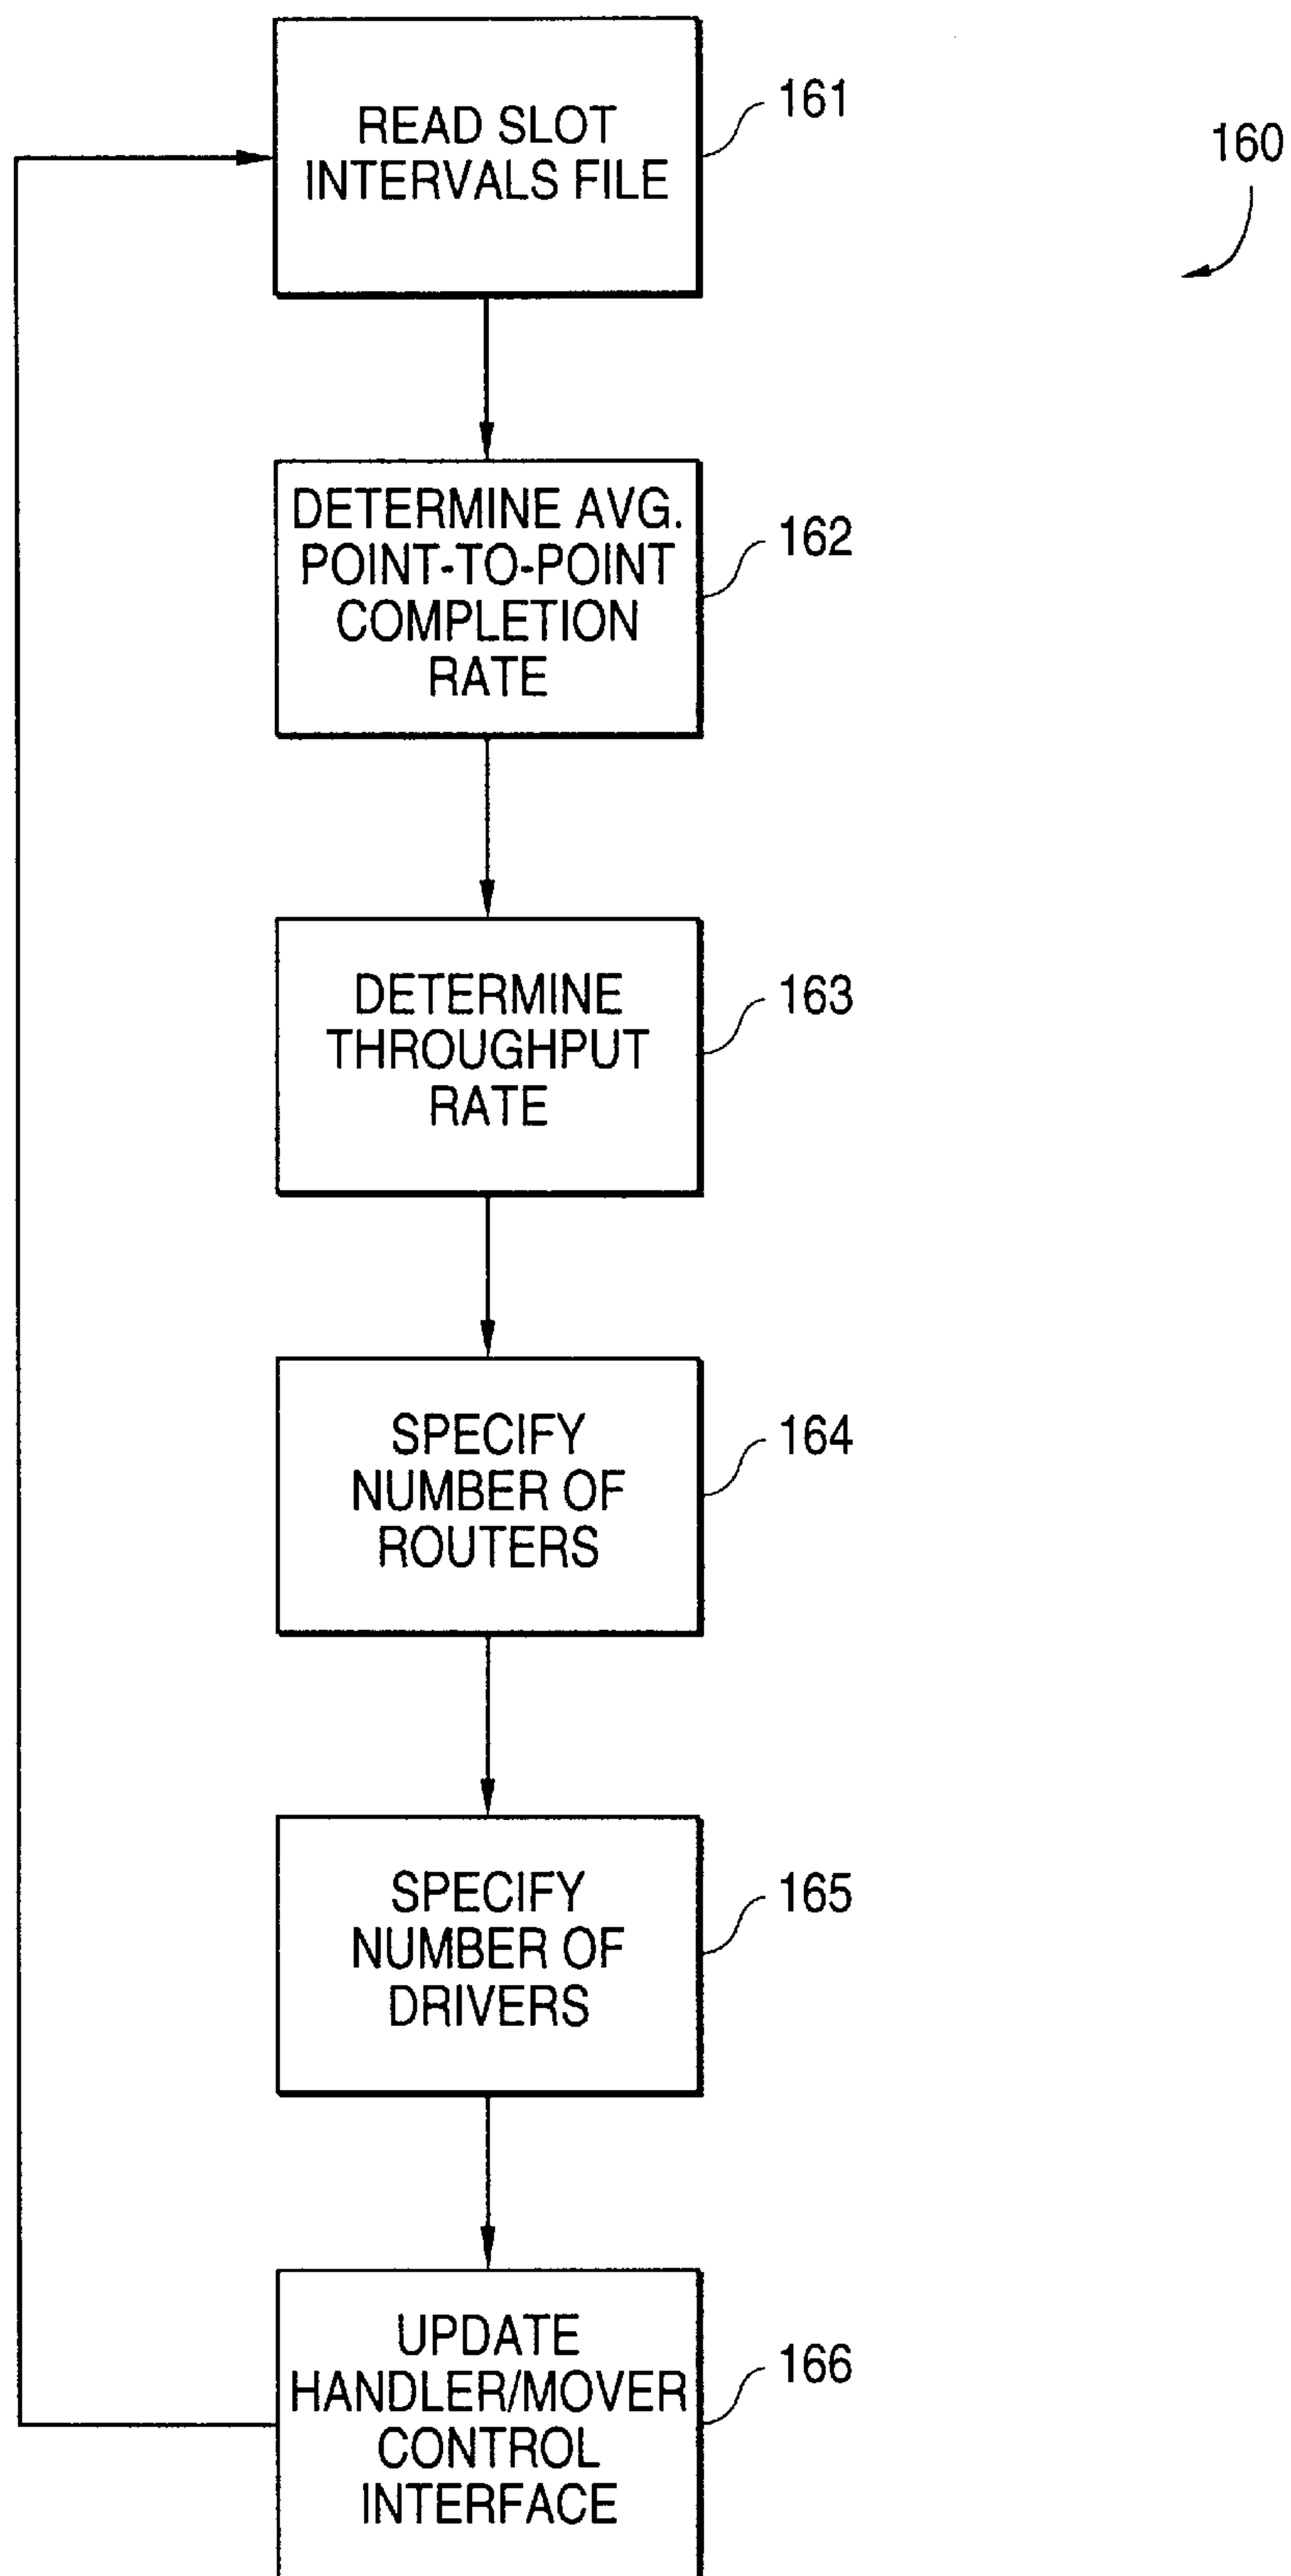 READ SLOT
INTERVALS FILE
161
160
DETERMINE AVG.
POINT-TO-POINT
COMPLETION
RATE
162
DETERMINE
THROUGHPUT
RATE
163
SPECIFY
NUMBER OF
ROUTERS
164
SPECIFY
NUMBER OF
DRIVERS
165
UPDATE
HANDLER/MOVER
CONTROL
INTERFACE
166